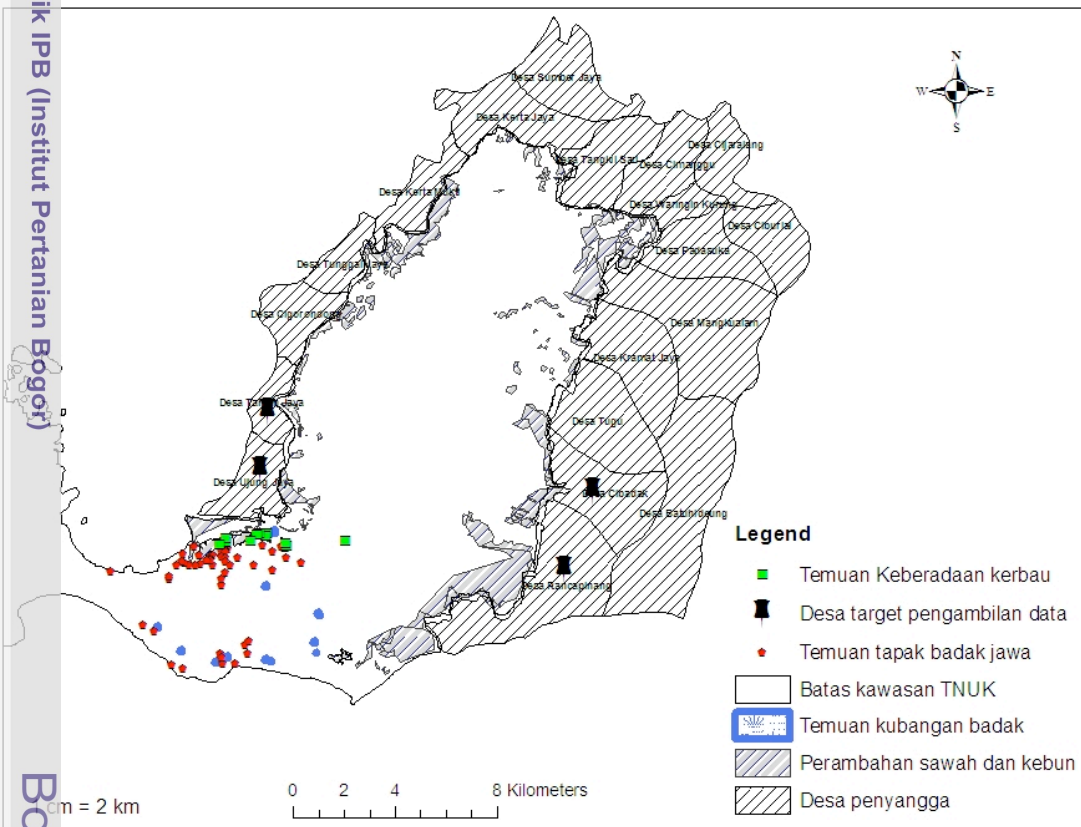 ik IPB (Institut Pertanian Bogor)
Bo
N
W E
S
Desa Sumber Jaya
Desa Kerta Jaya
Desa Cijaralang
Desa Cimanggu
Desa Kerta Mukti
Desa Waringin Kurung
Desa Ciburial
Desa Padasuka
Desa Tunggal Jaya
Desa Cigorondong
Desa Mangkualam
Desa Kramat Jaya
Jaya
Desa Tugu
Desa Ujung Jaya
Desa Cibadak
Desa
Desa Rancapinang
Legend
Temuan Keberadaan kerbau
Desa target pengambilan data
Temuan tapak badak jawa
Batas kawasan TNUK
Temuan kubangan badak
Perambahan sawah dan kebun
Desa penyangga
0 2 4 8 Kilometers
cm = 2 km